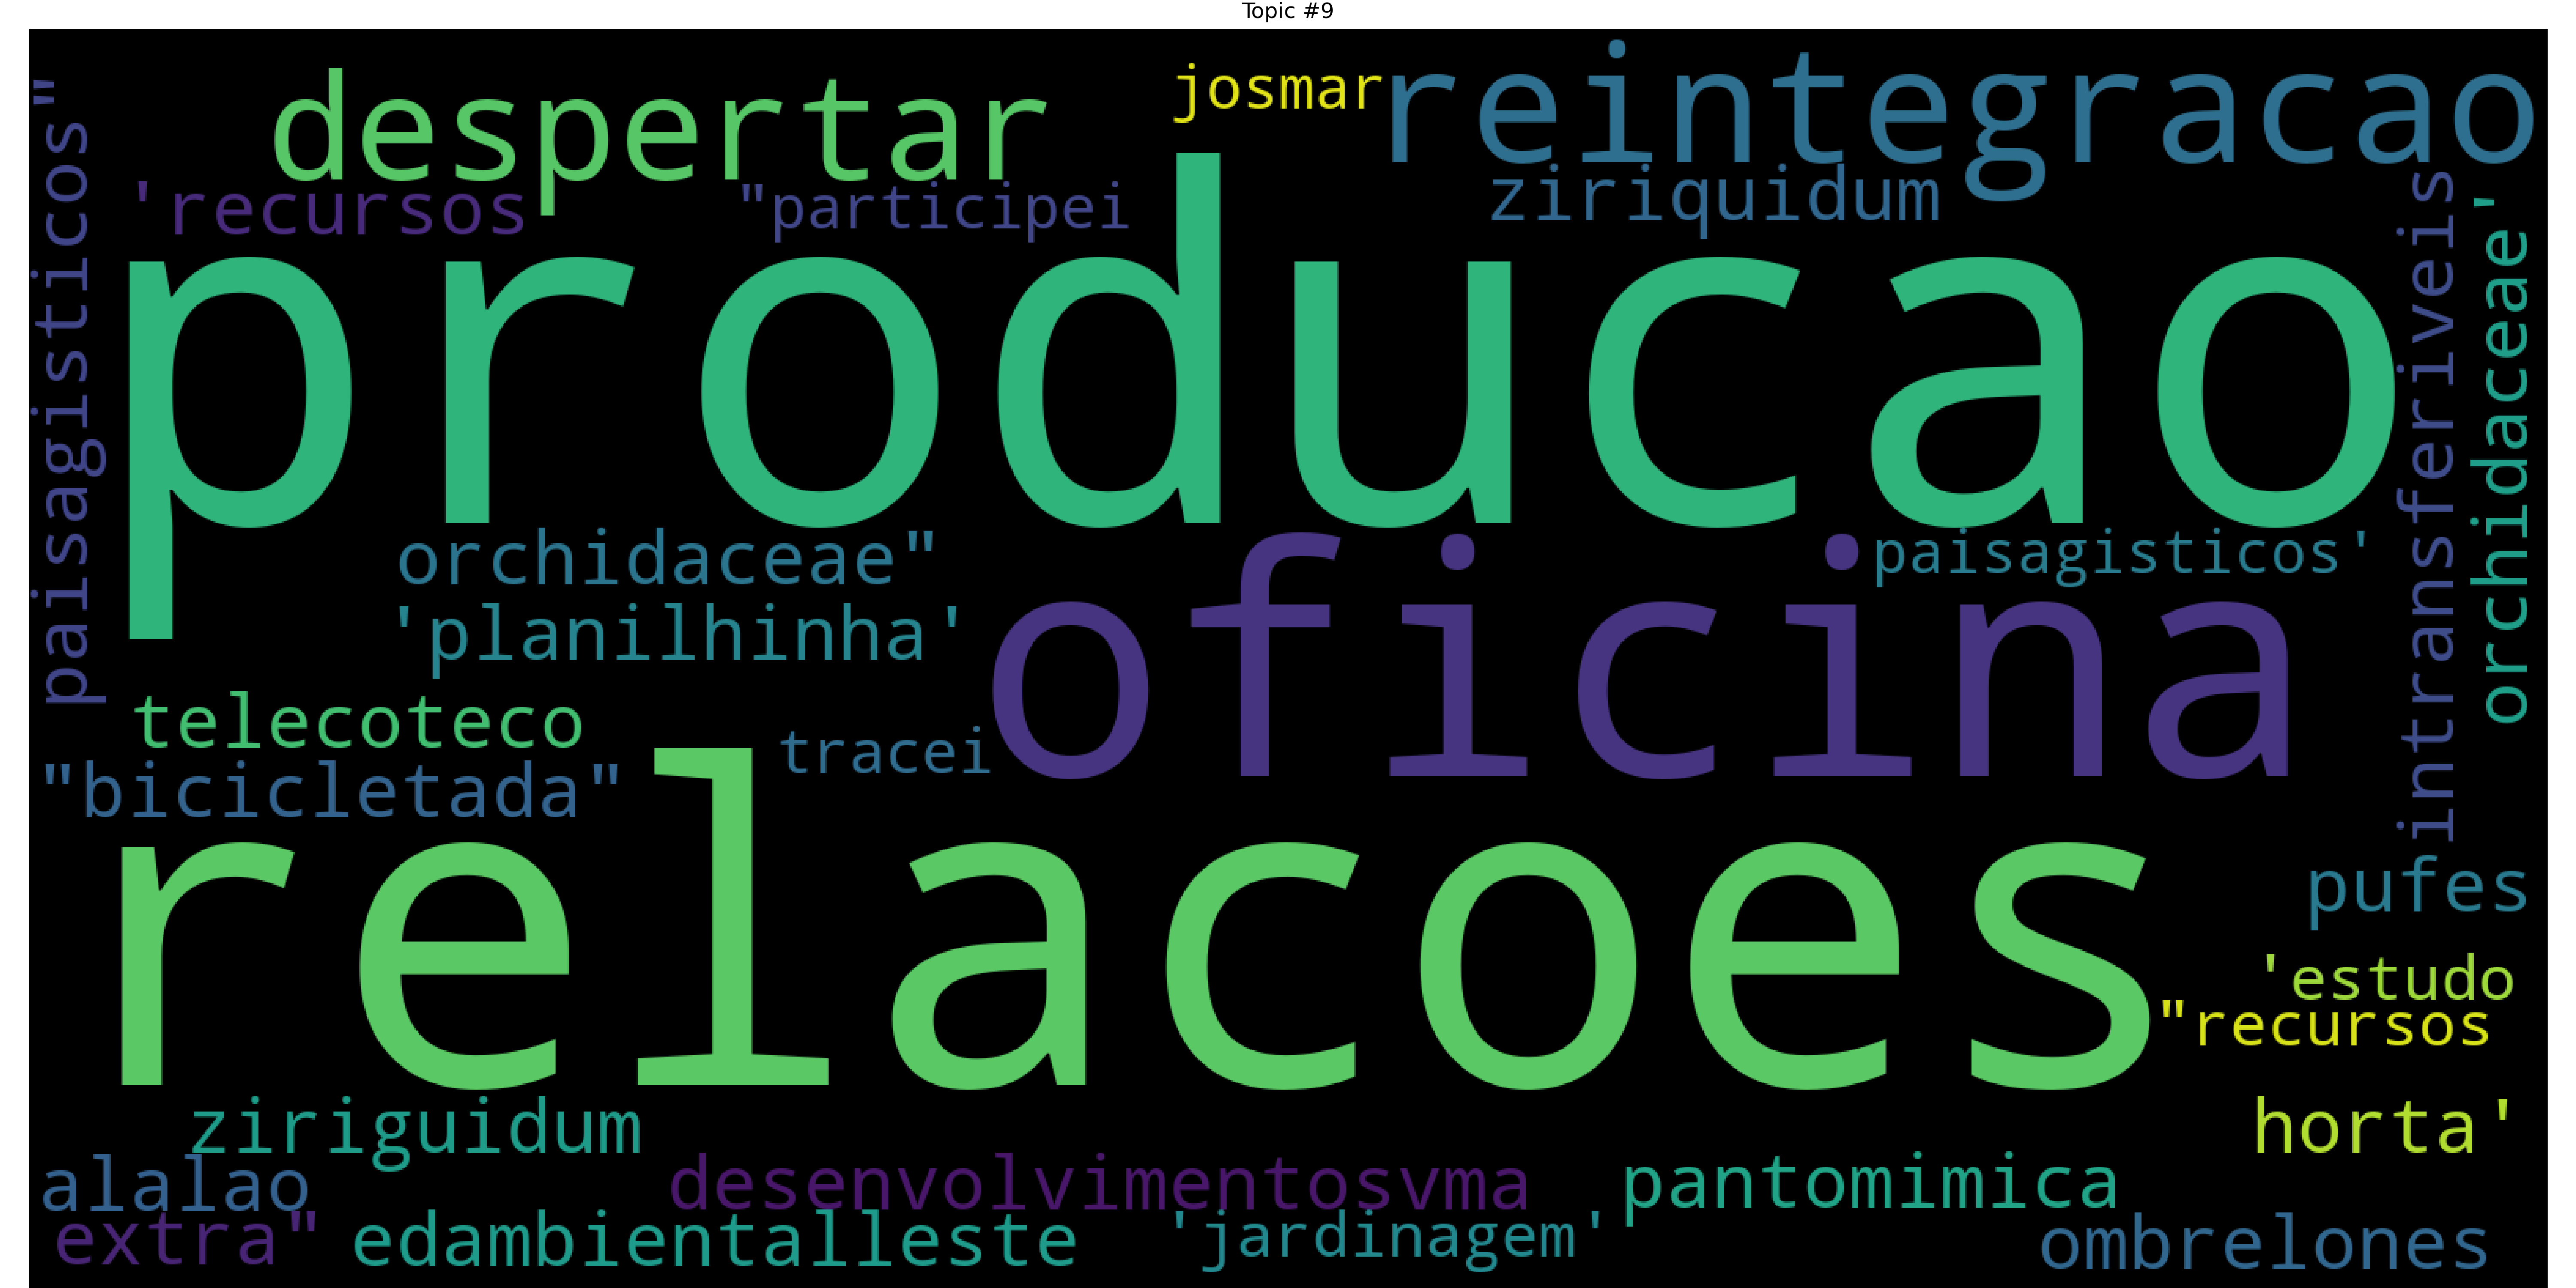 Topic #9
despertar
josmar
reintegracao
'recursos
"participei
ziriquidum
paisagisticos"
producao
intransferiveis
orchidaceae'
orchidaceae"
paisagisticos'
'planilhinha'
oficina
telecoteco
tracei
"bicicletada"
relacoes
pufes
'estudo
"recursos
ziriguidum
horta'
alalao
desenvolvimentosvma
pantomimica
extra"
edambientalleste
'jardinagem'
ombrelones